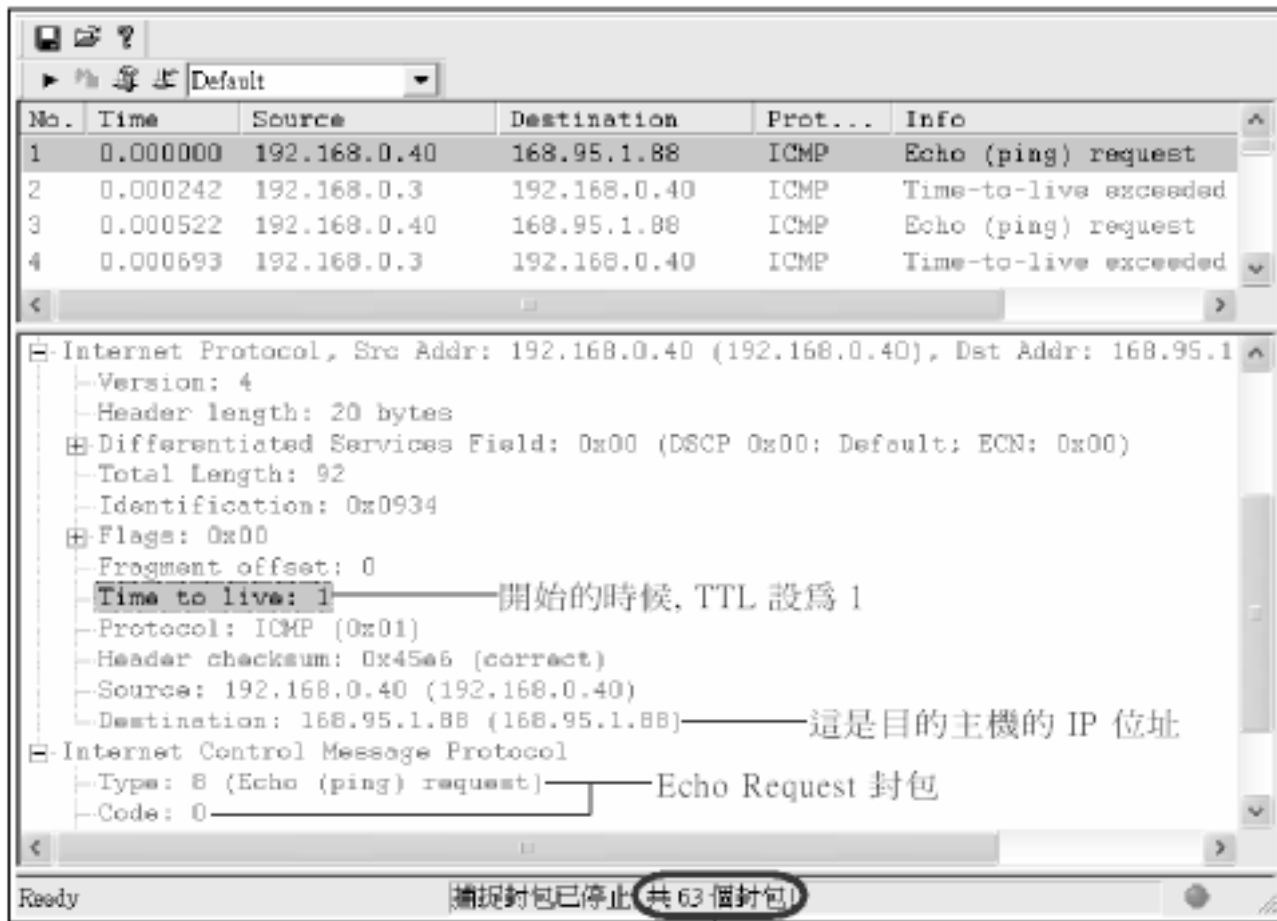 Default
No. Time Source Destination Prot... Info
1 0.000000 192.168.0.40 168.95.1.88 ICMP Echo (ping) request
2 0.000242 192.168.0.3 192.168.0.40 ICMP Time-to-live exceeded
3 0.000522 192.168.0.40 168.95.1.88 ICMP Echo (ping) request
4 0.000693 192.168.0.3 192.168.0.40 ICMP Time-to-live exceeded
Internet Protocol, Src Addr: 192.168.0.40 (192.168.0.40), Dst Addr: 168.95.1
Version: 4
Header length: 20 bytes
Differentiated Services Field: 0x00 (DSCP 0x00: Default; ECN: 0x00)
Total Length: 92
Identification: 0x0934
Flags: 0x00
Fragment offset: 0
Time to live: 1 開始的時候, TTL 設爲 1
Protocol: ICMP (0x01)
Header checksum: 0x45e6 (correct)
Source: 192.168.0.40 (192.168.0.40)
Destination: 168.95.1.88 (168.95.1.88) 這是目的主機的 IP 位址
Internet Control Message Protocol
Type: 8 (Echo (ping) request) Echo Request 封包
Code: 0
Ready 捕捉封包已停止 共 63 個封包!